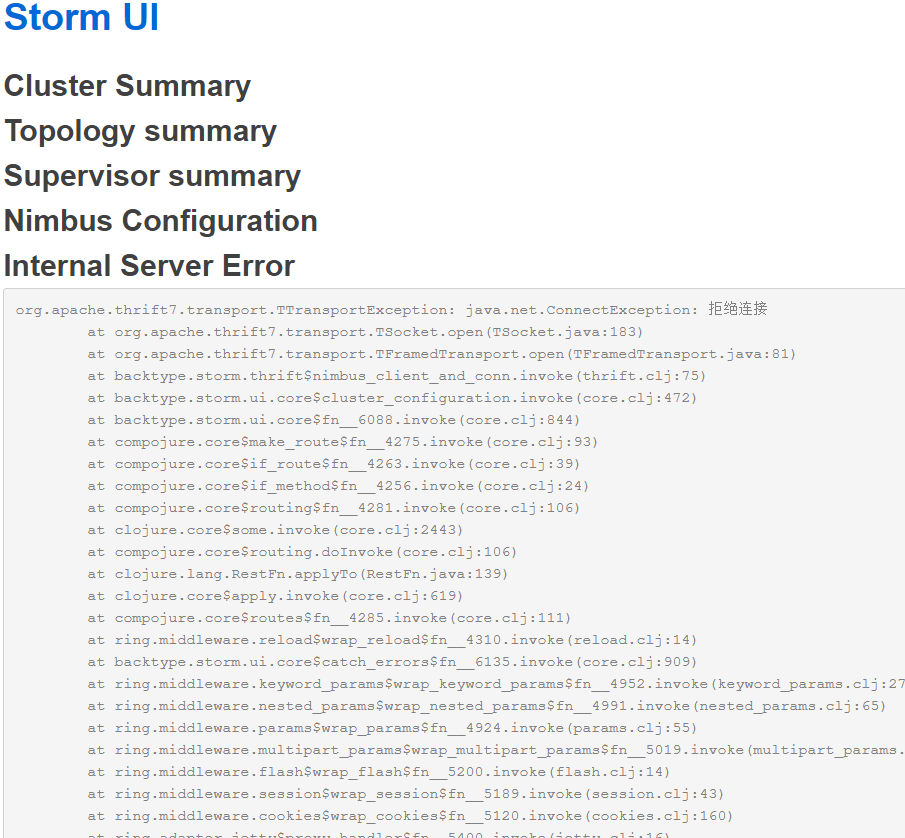 Storm UI
Cluster Summary
Topology summary
Supervisor summary
Nimbus Configuration
Internal Server Error
org.apache.thrift7.transport.TTransportException: java.net.ConnectException: 拒绝连接
at org.apache.thrift7.transport.TSocket.open(TSocket.java:183)
at org.apache.thrift7.transport.TFramedTransport.open(TFramedTransport.java:81)
at backtype.storm.thrift$nimbus_client_and_conn.invoke(thrift.clj:75)
at backtype.storm.ui.core$cluster_configuration.invoke(core.clj:472)
at backtype.storm.ui.core$fn__6088.invoke(core.clj:844)
at compojure.core$make_route$fn__4275.invoke(core.clj:93)
at compojure.core$if_route$fn__4263.invoke(core.clj:39)
at compojure.core$if_method$fn__4256.invoke(core.clj:24)
at compojure.core$routing$fn__4281.invoke(core.clj:106)
at clojure.core$some.invoke(core.clj:2443)
at compojure.core$routing.doInvoke(core.clj:106)
at clojure.lang.RestFn.applyTo(RestFn.java:139)
at clojure.core$apply.invoke(core.clj:619)
at compojure.core$routes$fn__4285.invoke(core.clj:111)
at ring.middleware.reload$wrap_reload$fn__4310.invoke(reload.clj:14)
at backtype.storm.ui.core$catch_errors$fn__6135.invoke(core.clj:909)
at ring.middleware.keyword_params$wrap_keyword_params$fn__4952.invoke(keyword_params.clj:27
at ring.middleware.nested_params$wrap_nested_params$fn__4991.invoke(nested_params.clj:65)
at ring.middleware.params$wrap_params$fn__4924.invoke(params.clj:55)
at ring.middleware.multipart_params$wrap_multipart_params$fn__5019.invoke(multipart_params.
at ring.middleware.flash$wrap_flash$fn__5200.invoke(flash.clj:14)
at ring.middleware.session$wrap_session$fn__5189.invoke(session.clj:43)
at ring.middleware.cookies$wrap_cookies$fn__5120.invoke(cookies.clj:160)
at ring.adapter.jetty$proxy_handler$fn__5400.invoke(jetty.clj:16)